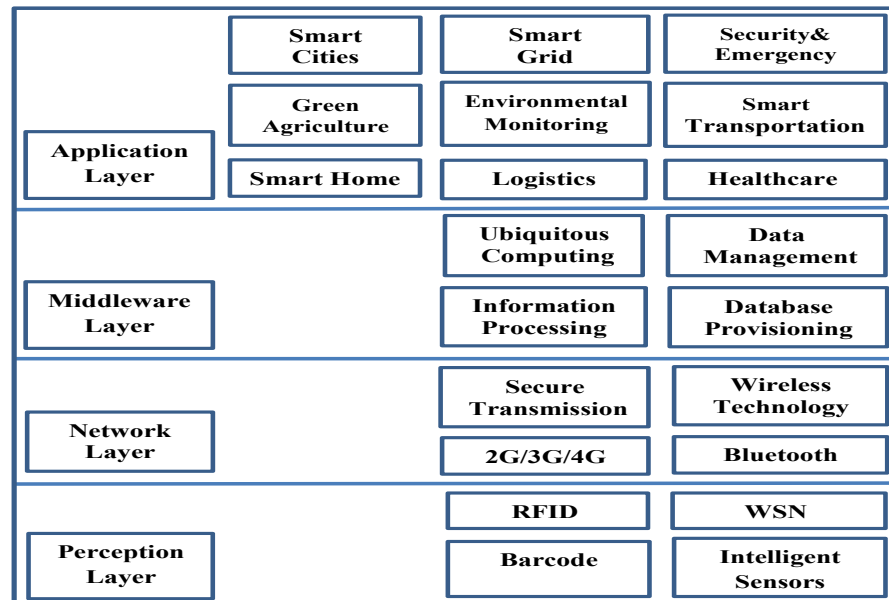 Smart
Cities
Smart
Grid
Security&
Emergency
Green
Agriculture
Environmental
Monitoring
Smart
Transportation
Application
Layer
Smart Home
Logistics
Healthcare
Ubiquitous
Computing
Data
Management
Middleware
Layer
Information
Processing
Database
Provisioning
Secure
Transmission
Wireless
Technology
Network
Layer
2G/3G/4G
Bluetooth
RFID
WSN
Perception
Layer
Barcode
Intelligent
Sensors